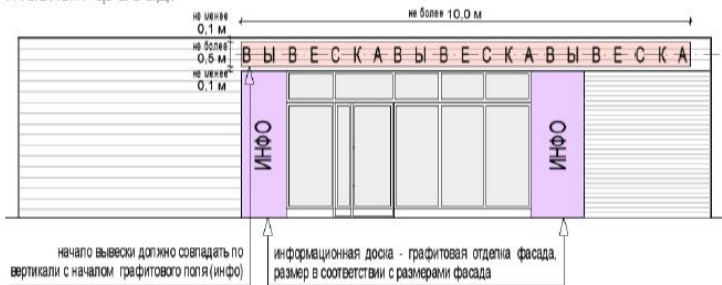 не менее
0,1 м
не более 10,0 м
не более
0,5 м
ВЫВЕСКАВЫВЕСКАВЫВЕСКА
не менее
0,1 м
ИНФО
ИНФО
начало вывески должно совпадать по
вертикали с началом графитового поля (инфо)
информационная доска - графитовая отделка фасада,
размер в соответствии с размерами фасада